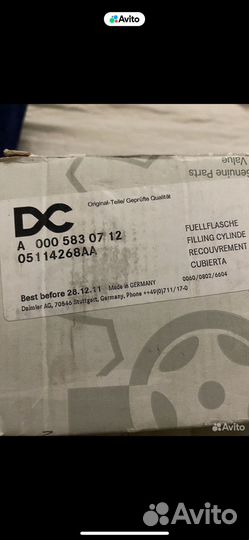 Avito
Genuine Parts
Value
Original-Teile/ Geprüfte Qualität
DC
A 000 583 07 12
05114268AA
FUELLFLASCHE
FILLING CYLINDE
RECOUVREMENT
CUBIERTA
0060/0802/6604
Best before 28.12.11 Made in GERMANY
Daimler AG, 70546 Stuttgart, Germany, Phone ++49(0)711/17-0
Avito
Avito